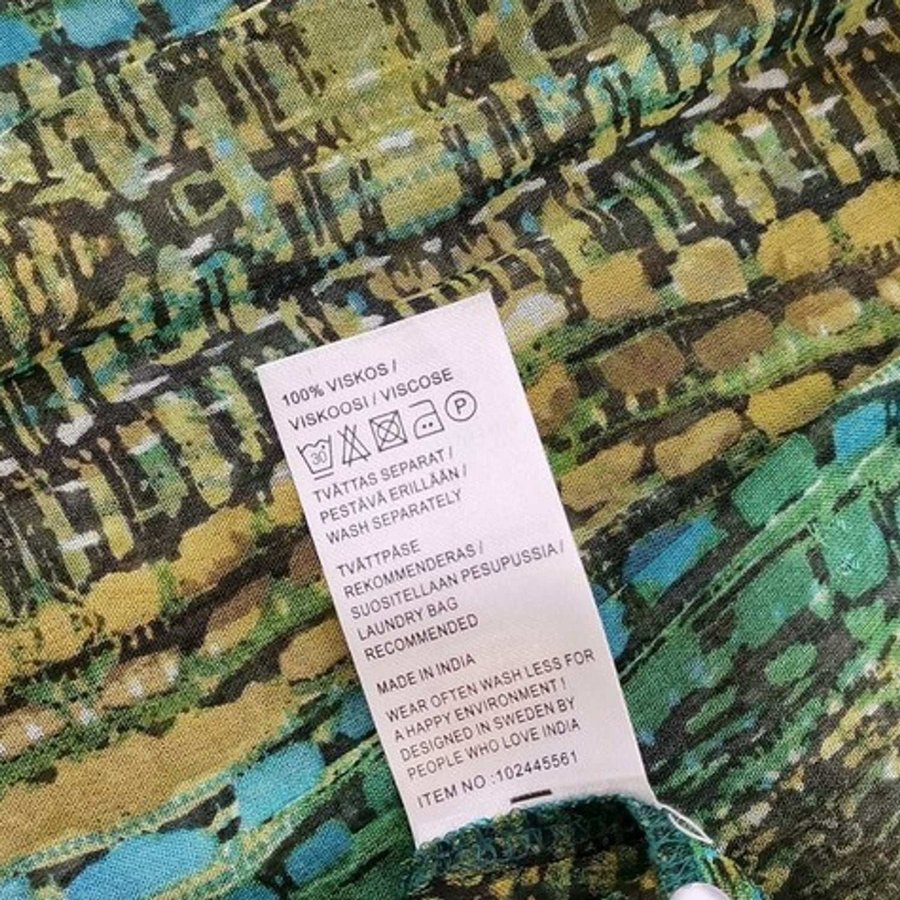 100% VISKOS /
VISKOOSI / VISCOSE
30 P
TVÄTTAS SEPARAT /
PESTÄVÄ ERILLÄÄN /
WASH SEPARATELY
TVÄTTPÅSE
REKOMMENDERAS /
SUOSITELLAAN PESUPUSSIA /
LAUNDRY BAG
RECOMMENDED
MADE IN INDIA
WEAR OFTEN WASH LESS FOR
A HAPPY ENVIRONMENT !
DESIGNED IN SWEDEN BY
PEOPLE WHO LOVE INDIA
ITEM NO :102445561